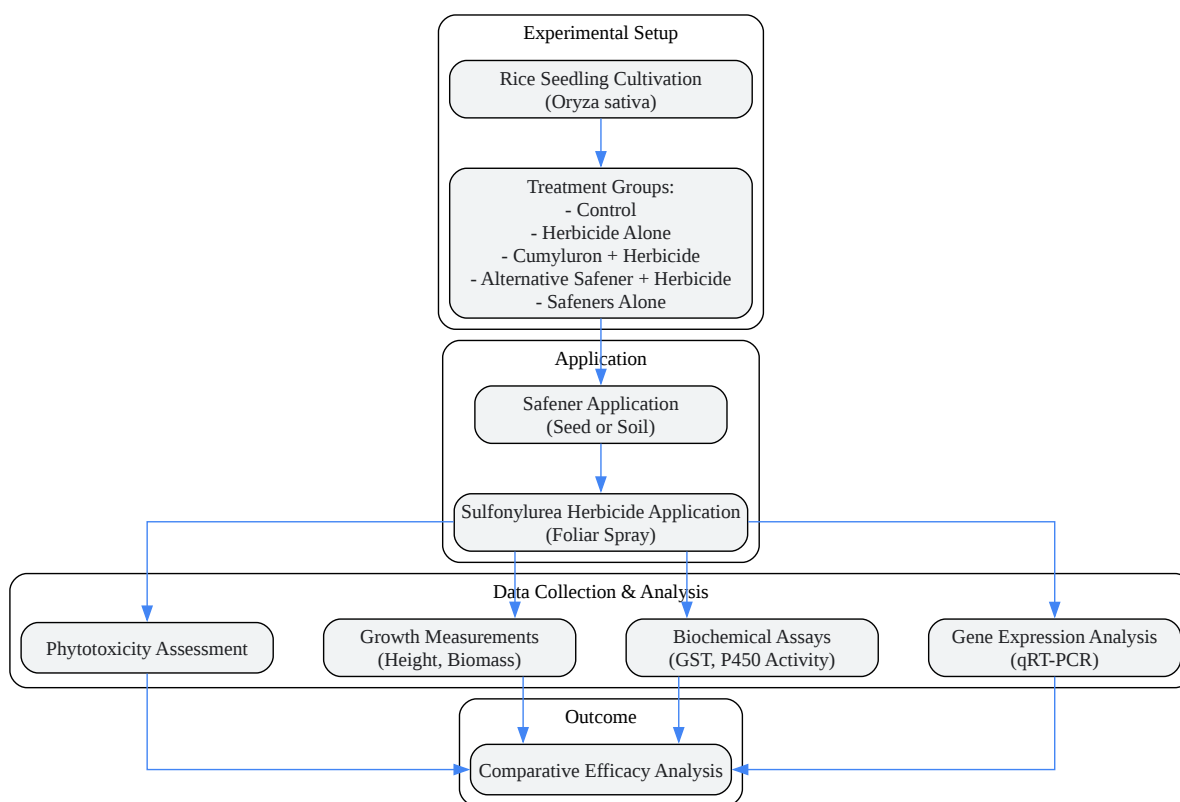 Experimental Setup
Rice Seedling Cultivation
(Oryza sativa)
Treatment Groups:
- Control
- Herbicide Alone
- Cumyluron + Herbicide
- Alternative Safener + Herbicide
- Safeners Alone
Application
Safener Application
(Seed or Soil)
Sulfonylurea Herbicide Application
(Foliar Spray)
Data Collection & Analysis
Phytotoxicity Assessment
Growth Measurements
(Height, Biomass)
Biochemical Assays
(GST, P450 Activity)
Gene Expression Analysis
(qRT-PCR)
Outcome
Comparative Efficacy Analysis